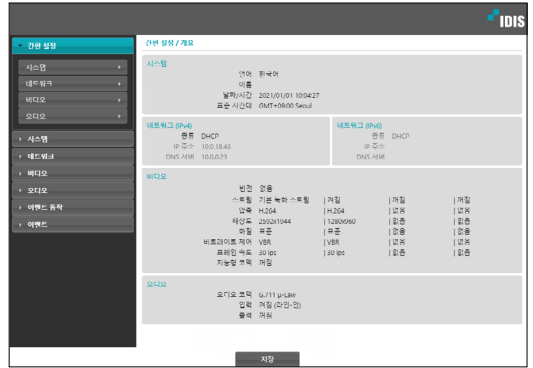 IDIS
간편 설정
시스템
네트워크
비디오
오디오
시스템
네트워크
비디오
오디오
이벤트 동작
이벤트
간편 설정 / 개요
시스템
언어 한국어
이름
날짜/시간 2021/01/01 10:04:27
표준 시간대 GMT+09:00 Seoul
네트워크 (IPv4)
종류 DHCP
IP 주소 10.0.18.43
DNS 서버 10.0.0.23
네트워크 (IPv6)
종류 DHCP
IP 주소
DNS 서버
비디오
반전 없음
스트림 기본 녹화 스트림 | 켜짐 | 꺼짐 | 꺼짐
압축 H.264 | H.264 | 없음 | 없음
해상도 2592x1944 | 1280x960 | 없음 | 없음
화질 표준 | 표준 | 없음 | 없음
비트레이트 제어 VBR | VBR | 없음 | 없음
프레임 속도 30 ips | 30 ips | 없음 | 없음
지능형 코덱 꺼짐
오디오
오디오 코덱 G.711 μ-Law
입력 꺼짐 (라인-인)
출력 꺼짐
저장